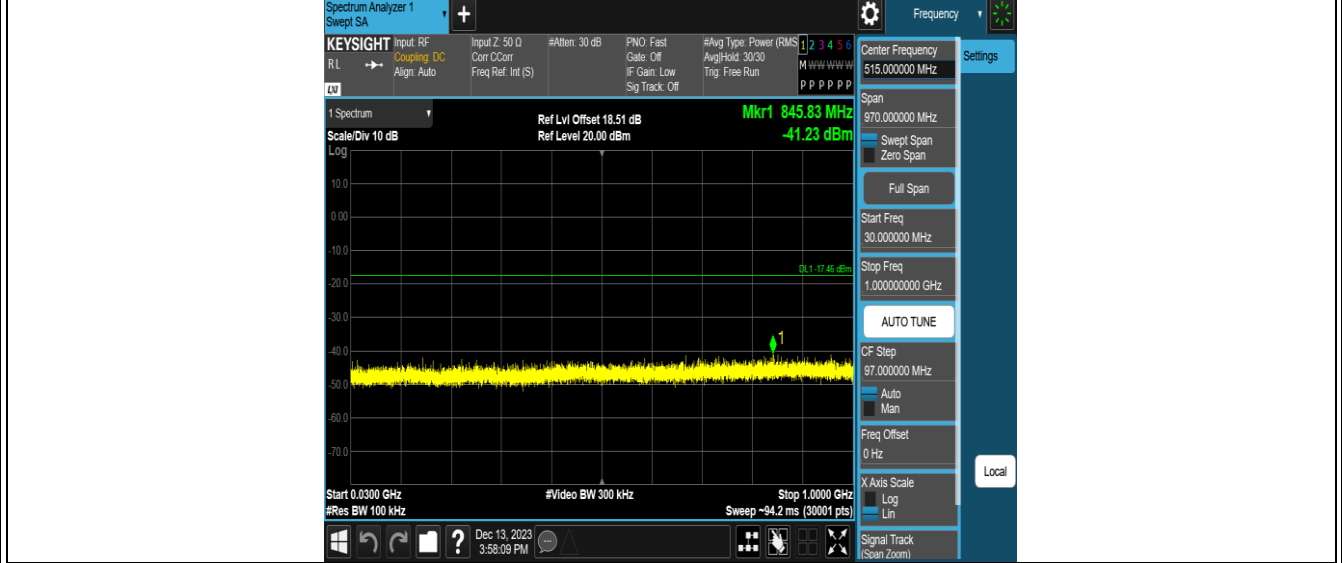 Spectrum Analyzer 1
Swept SA
Frequency
KEYSIGHT
RL
LXI
Input: RF
Coupling: DC
Align: Auto
Input Z: 50 Ω
Corr CCorr
Freq Ref: Int (S)
#Atten: 30 dB
PNO: Fast
Gate: Off
IF Gain: Low
Sig Track: Off
#Avg Type: Power (RMS
Avg|Hold: 30/30
Trig: Free Run
1 2 3 4 5 6
M W W W W W
P P P P P P
1 Spectrum
Scale/Div 10 dB
Log
Ref Lvl Offset 18.51 dB
Ref Level 20.00 dBm
Mkr1 845.83 MHz
-41.23 dBm
10.0
0.00
-10.0
DL1 -17.46 dBm
-20.0
-30.0
1
-40.0
-50.0
-60.0
-70.0
Start 0.0300 GHz
#Res BW 100 kHz
#Video BW 300 kHz
Stop 1.0000 GHz
Sweep ~94.2 ms (30001 pts)
?
Dec 13, 2023
3:58:09 PM
Center Frequency
515.000000 MHz
Span
970.000000 MHz
Swept Span
Zero Span
Full Span
Start Freq
30.000000 MHz
Stop Freq
1.000000000 GHz
AUTO TUNE
CF Step
97.000000 MHz
Auto
Man
Freq Offset
0 Hz
X Axis Scale
Log
Lin
Signal Track
(Span Zoom)
Settings
Local